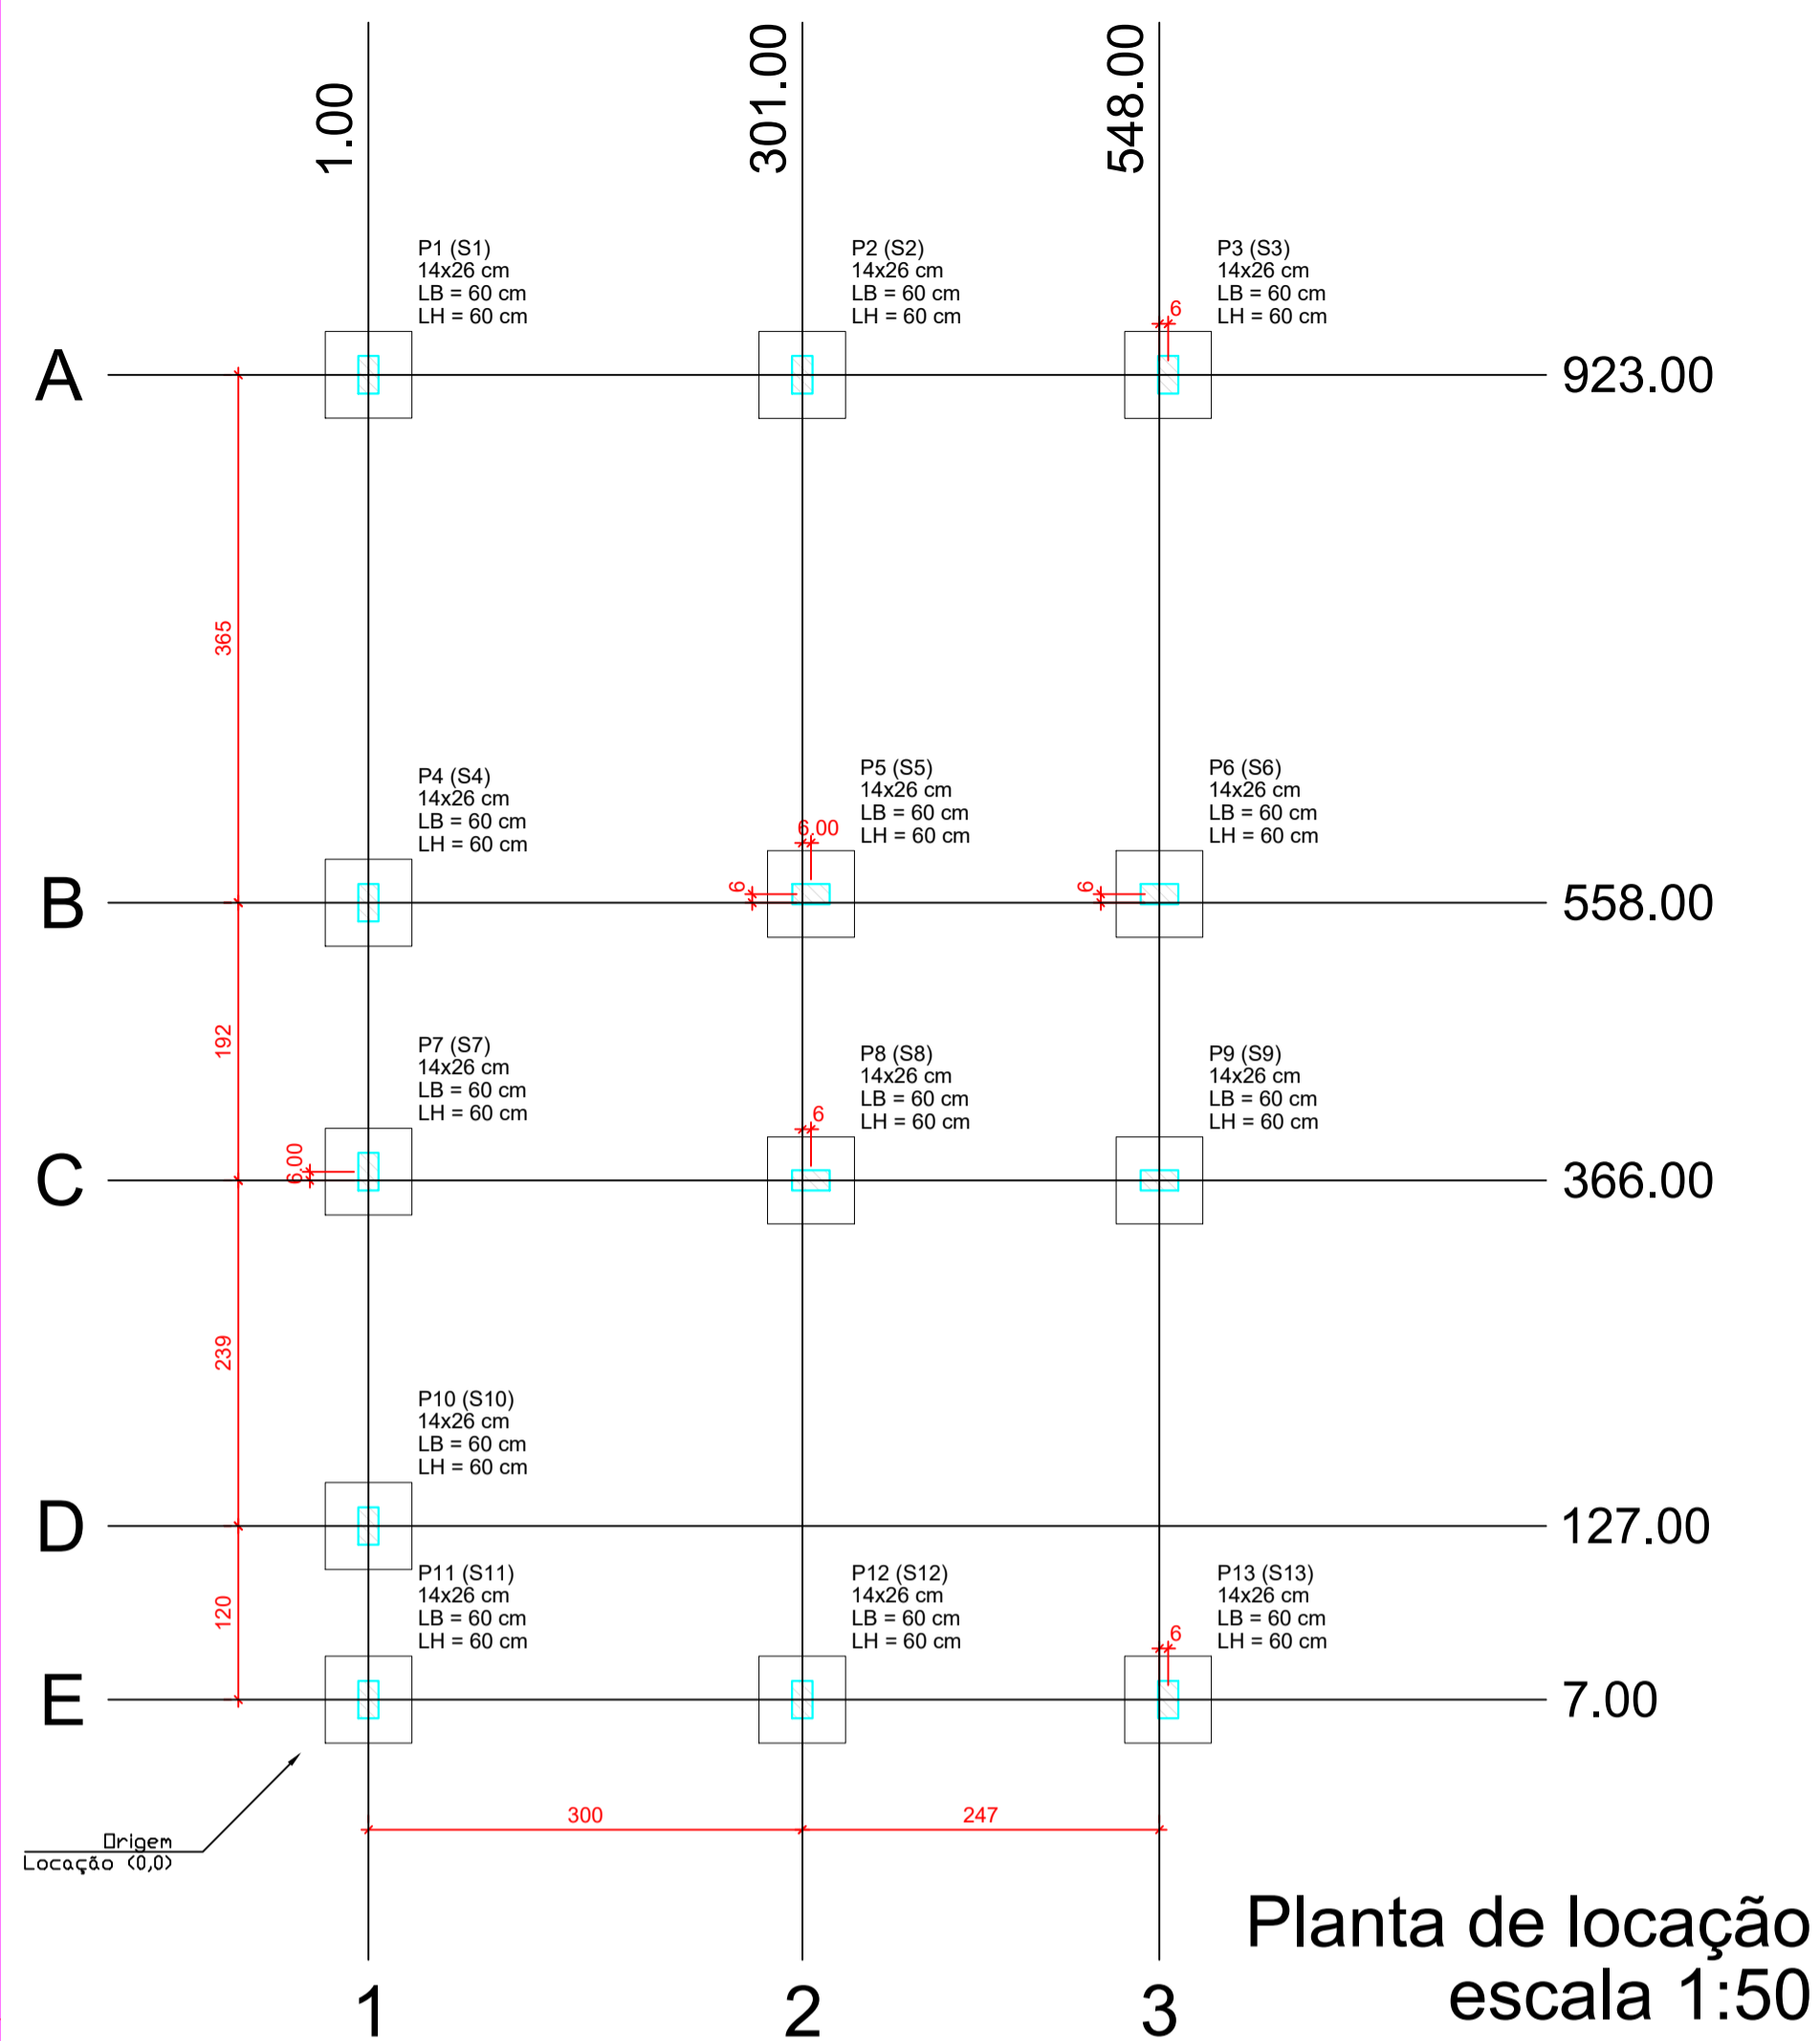 1.00
301.00
548.00
P1 (S1)
14x26 cm
LB = 60 cm
LH = 60 cm
P2 (S2)
14x26 cm
LB = 60 cm
LH = 60 cm
P3 (S3)
14x26 cm
LB = 60 cm
LH = 60 cm
6
A
923.00
365
P4 (S4)
14x26 cm
LB = 60 cm
LH = 60 cm
P5 (S5)
14x26 cm
LB = 60 cm
LH = 60 cm
6.00
6
P6 (S6)
14x26 cm
LB = 60 cm
LH = 60 cm
6
B
558.00
192
P7 (S7)
14x26 cm
LB = 60 cm
LH = 60 cm
6.00
P8 (S8)
14x26 cm
LB = 60 cm
LH = 60 cm
6
P9 (S9)
14x26 cm
LB = 60 cm
LH = 60 cm
C
366.00
239
P10 (S10)
14x26 cm
LB = 60 cm
LH = 60 cm
D
127.00
120
P11 (S11)
14x26 cm
LB = 60 cm
LH = 60 cm
P12 (S12)
14x26 cm
LB = 60 cm
LH = 60 cm
P13 (S13)
14x26 cm
LB = 60 cm
LH = 60 cm
6
E
7.00
300
247
Origem
Locação (0,0)
Planta de locação
escala 1:50
1
2
3